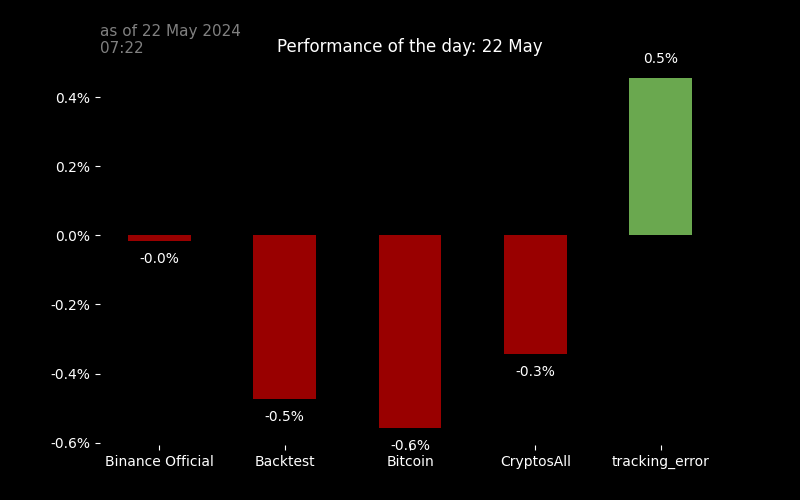 as of 22 May 2024
07:22
Performance of the day: 22 May
0.5%
0.4%
0.2%
0.0%
-0.2%
-0.4%
-0.6%
-0.0%
-0.5%
-0.6%
-0.3%
Binance Official
Backtest
Bitcoin
CryptosAll
tracking_error